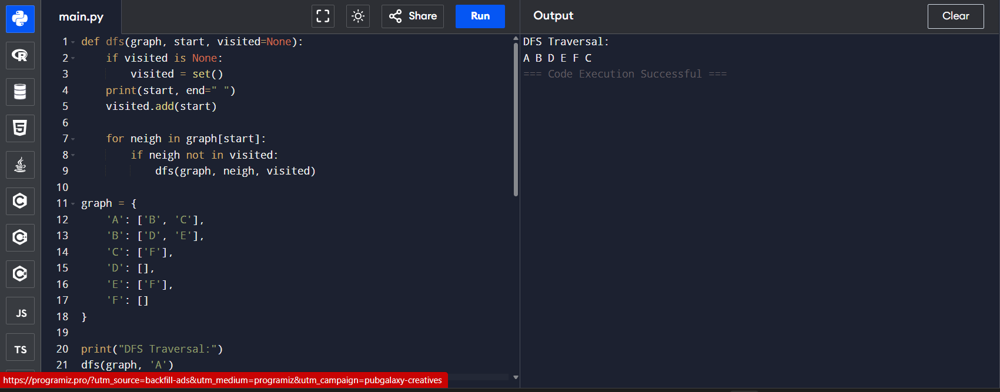 main.py
Share
Run
Output
Clear
1 def dfs(graph, start, visited=None):
2     if visited is None:
3         visited = set()
4     print(start, end=" ")
5     visited.add(start)
6
7     for neigh in graph[start]:
8         if neigh not in visited:
9             dfs(graph, neigh, visited)
10
11 graph = {
12     'A': ['B', 'C'],
13     'B': ['D', 'E'],
14     'C': ['F'],
15     'D': [],
16     'E': ['F'],
17     'F': []
18 }
19
20 print("DFS Traversal:")
21 dfs(graph, 'A')
DFS Traversal:
A B D E F C
=== Code Execution Successful ===
R
5
C
C
C
JS
TS
https://programiz.pro/?utm_source=backfill-ads&utm_medium=programiz&utm_campaign=pubgalaxy-creatives